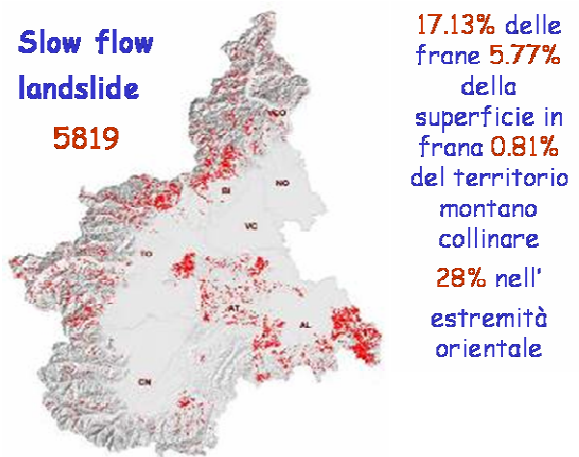 Slow flow
landslide
5819
17.13% delle
frane 5.77%
della
superficie in
frana 0.81%
del territorio
montano
collinare
28% nell'
estremità
orientale
BI
NO
VC
TO
AT
AL
CN